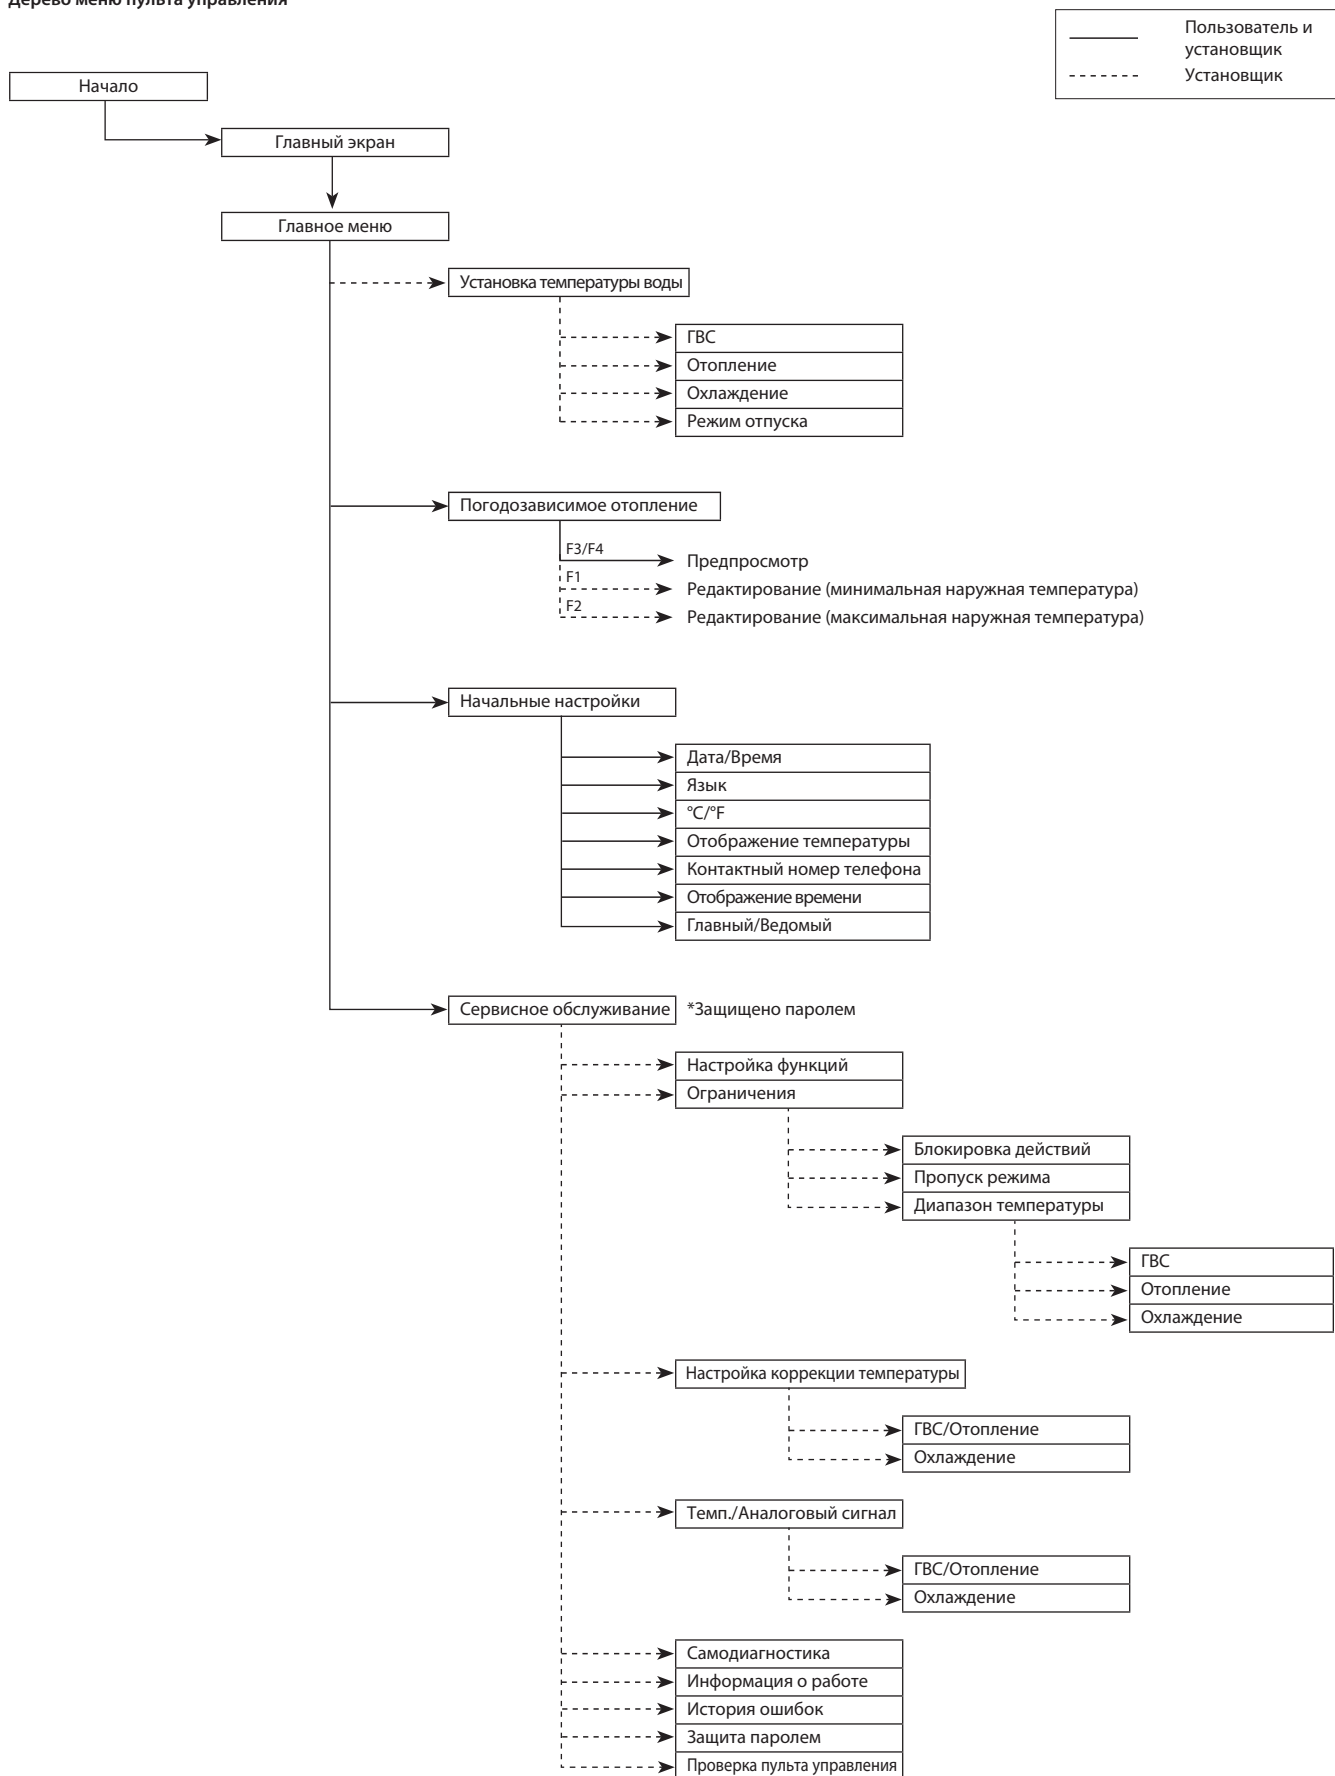 Дерево меню пульта управления
Пользователь и
установщик
Установщик
Начало
Главный экран
Главное меню
Установка температуры воды
ГВС
Отопление
Охлаждение
Режим отпуска
Погодозависимое отопление
F3/F4
Предпросмотр
F1
Редактирование (минимальная наружная температура)
F2
Редактирование (максимальная наружная температура)
Начальные настройки
Дата/Время
Язык
°C/°F
Отображение температуры
Контактный номер телефона
Отображение времени
Главный/Ведомый
Сервисное обслуживание *Защищено паролем
Настройка функций
Ограничения
Блокировка действий
Пропуск режима
Диапазон температуры
ГВС
Отопление
Охлаждение
Настройка коррекции температуры
ГВС/Отопление
Охлаждение
Темп./Аналоговый сигнал
ГВС/Отопление
Охлаждение
Самодиагностика
Информация о работе
История ошибок
Защита паролем
Проверка пульта управления